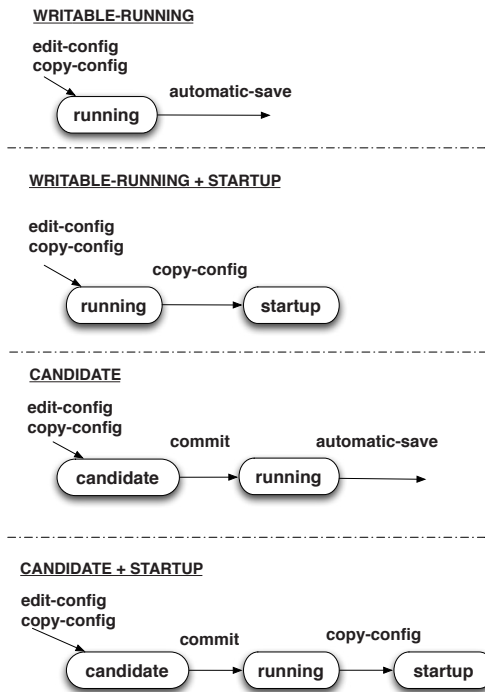 WRITABLE-RUNNING
edit-config
copy-config
automatic-save
running
WRITABLE-RUNNING + STARTUP
edit-config
copy-config
copy-config
running
startup
CANDIDATE
edit-config
copy-config
commit
automatic-save
candidate
running
CANDIDATE + STARTUP
edit-config
copy-config
commit
copy-config
candidate
running
startup